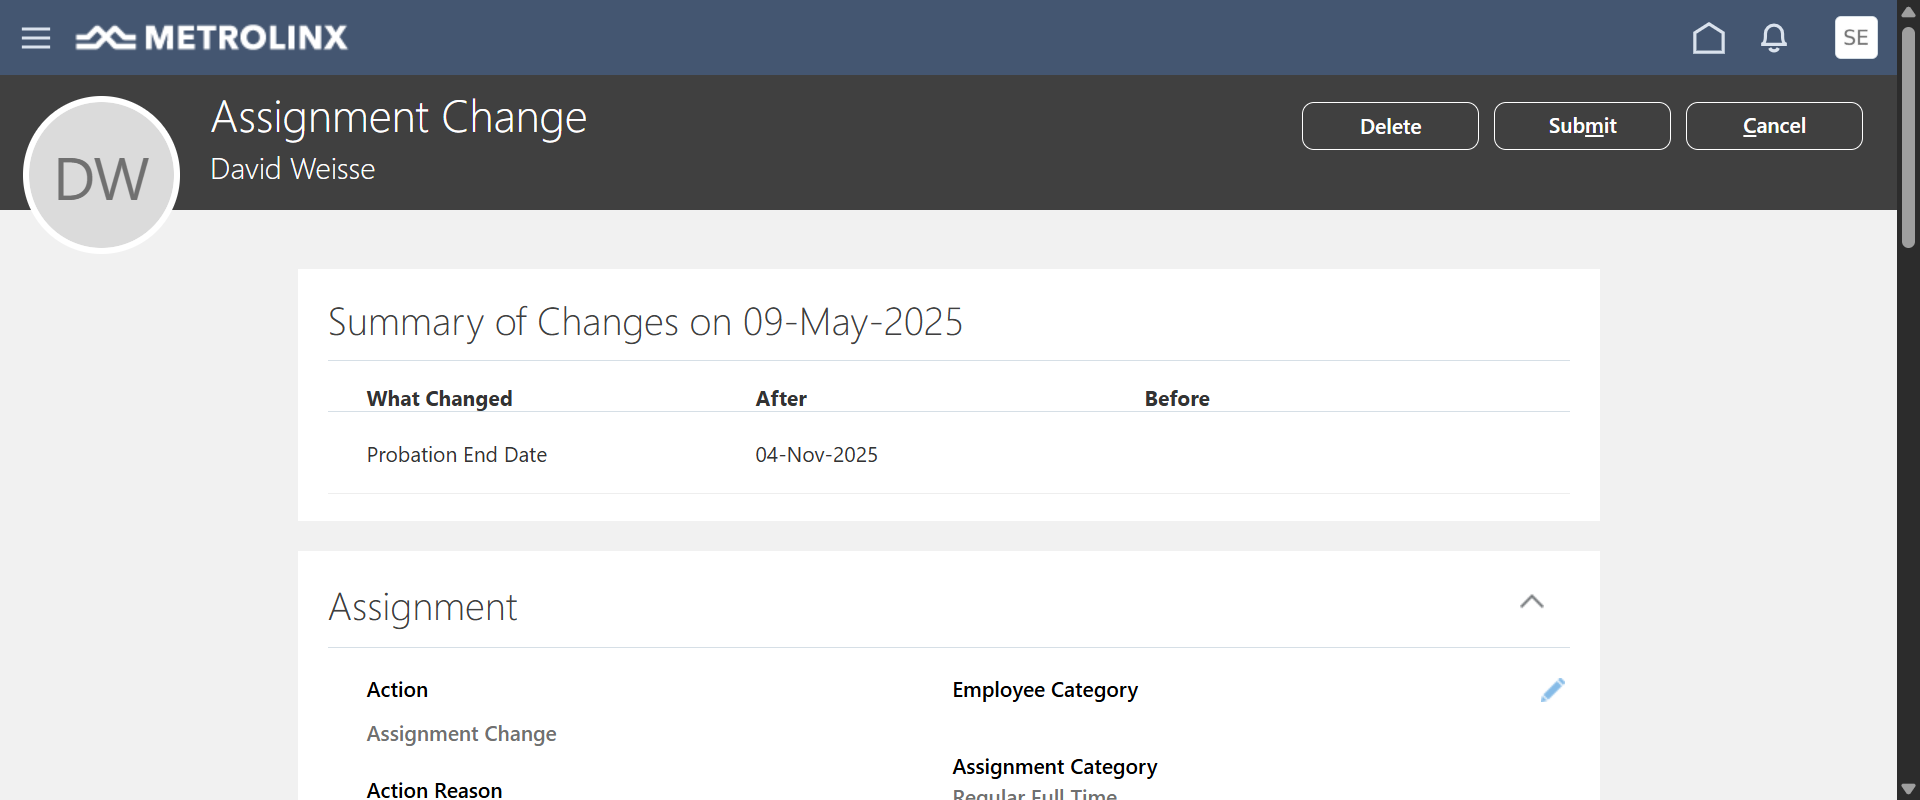 METROLINX
SE
Assignment Change
David Weisse
DW
Delete
Submit
Cancel
Summary of Changes on 09-May-2025
What Changed After Before
Probation End Date 04-Nov-2025
Assignment
Action
Assignment Change
Action Reason
Employee Category
Assignment Category
Regular Full Time